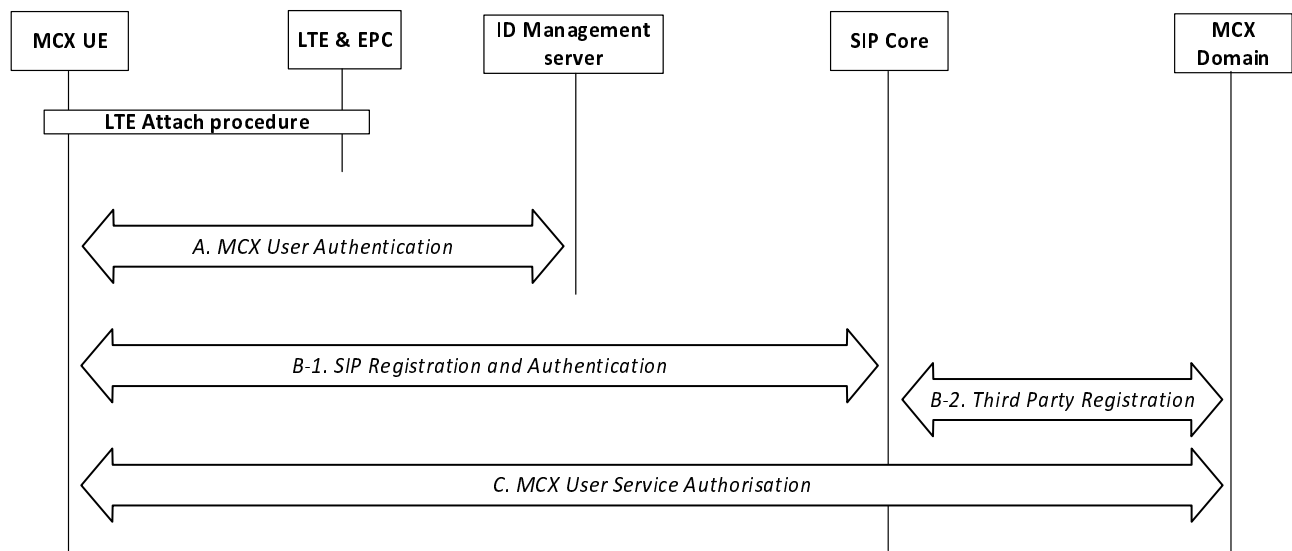 MCX UE
LTE & EPC
ID Management
server
SIP Core
MCX
Domain
LTE Attach procedure
A. MCX User Authentication
B-1. SIP Registration and Authentication
B-2. Third Party Registration
C. MCX User Service Authorisation